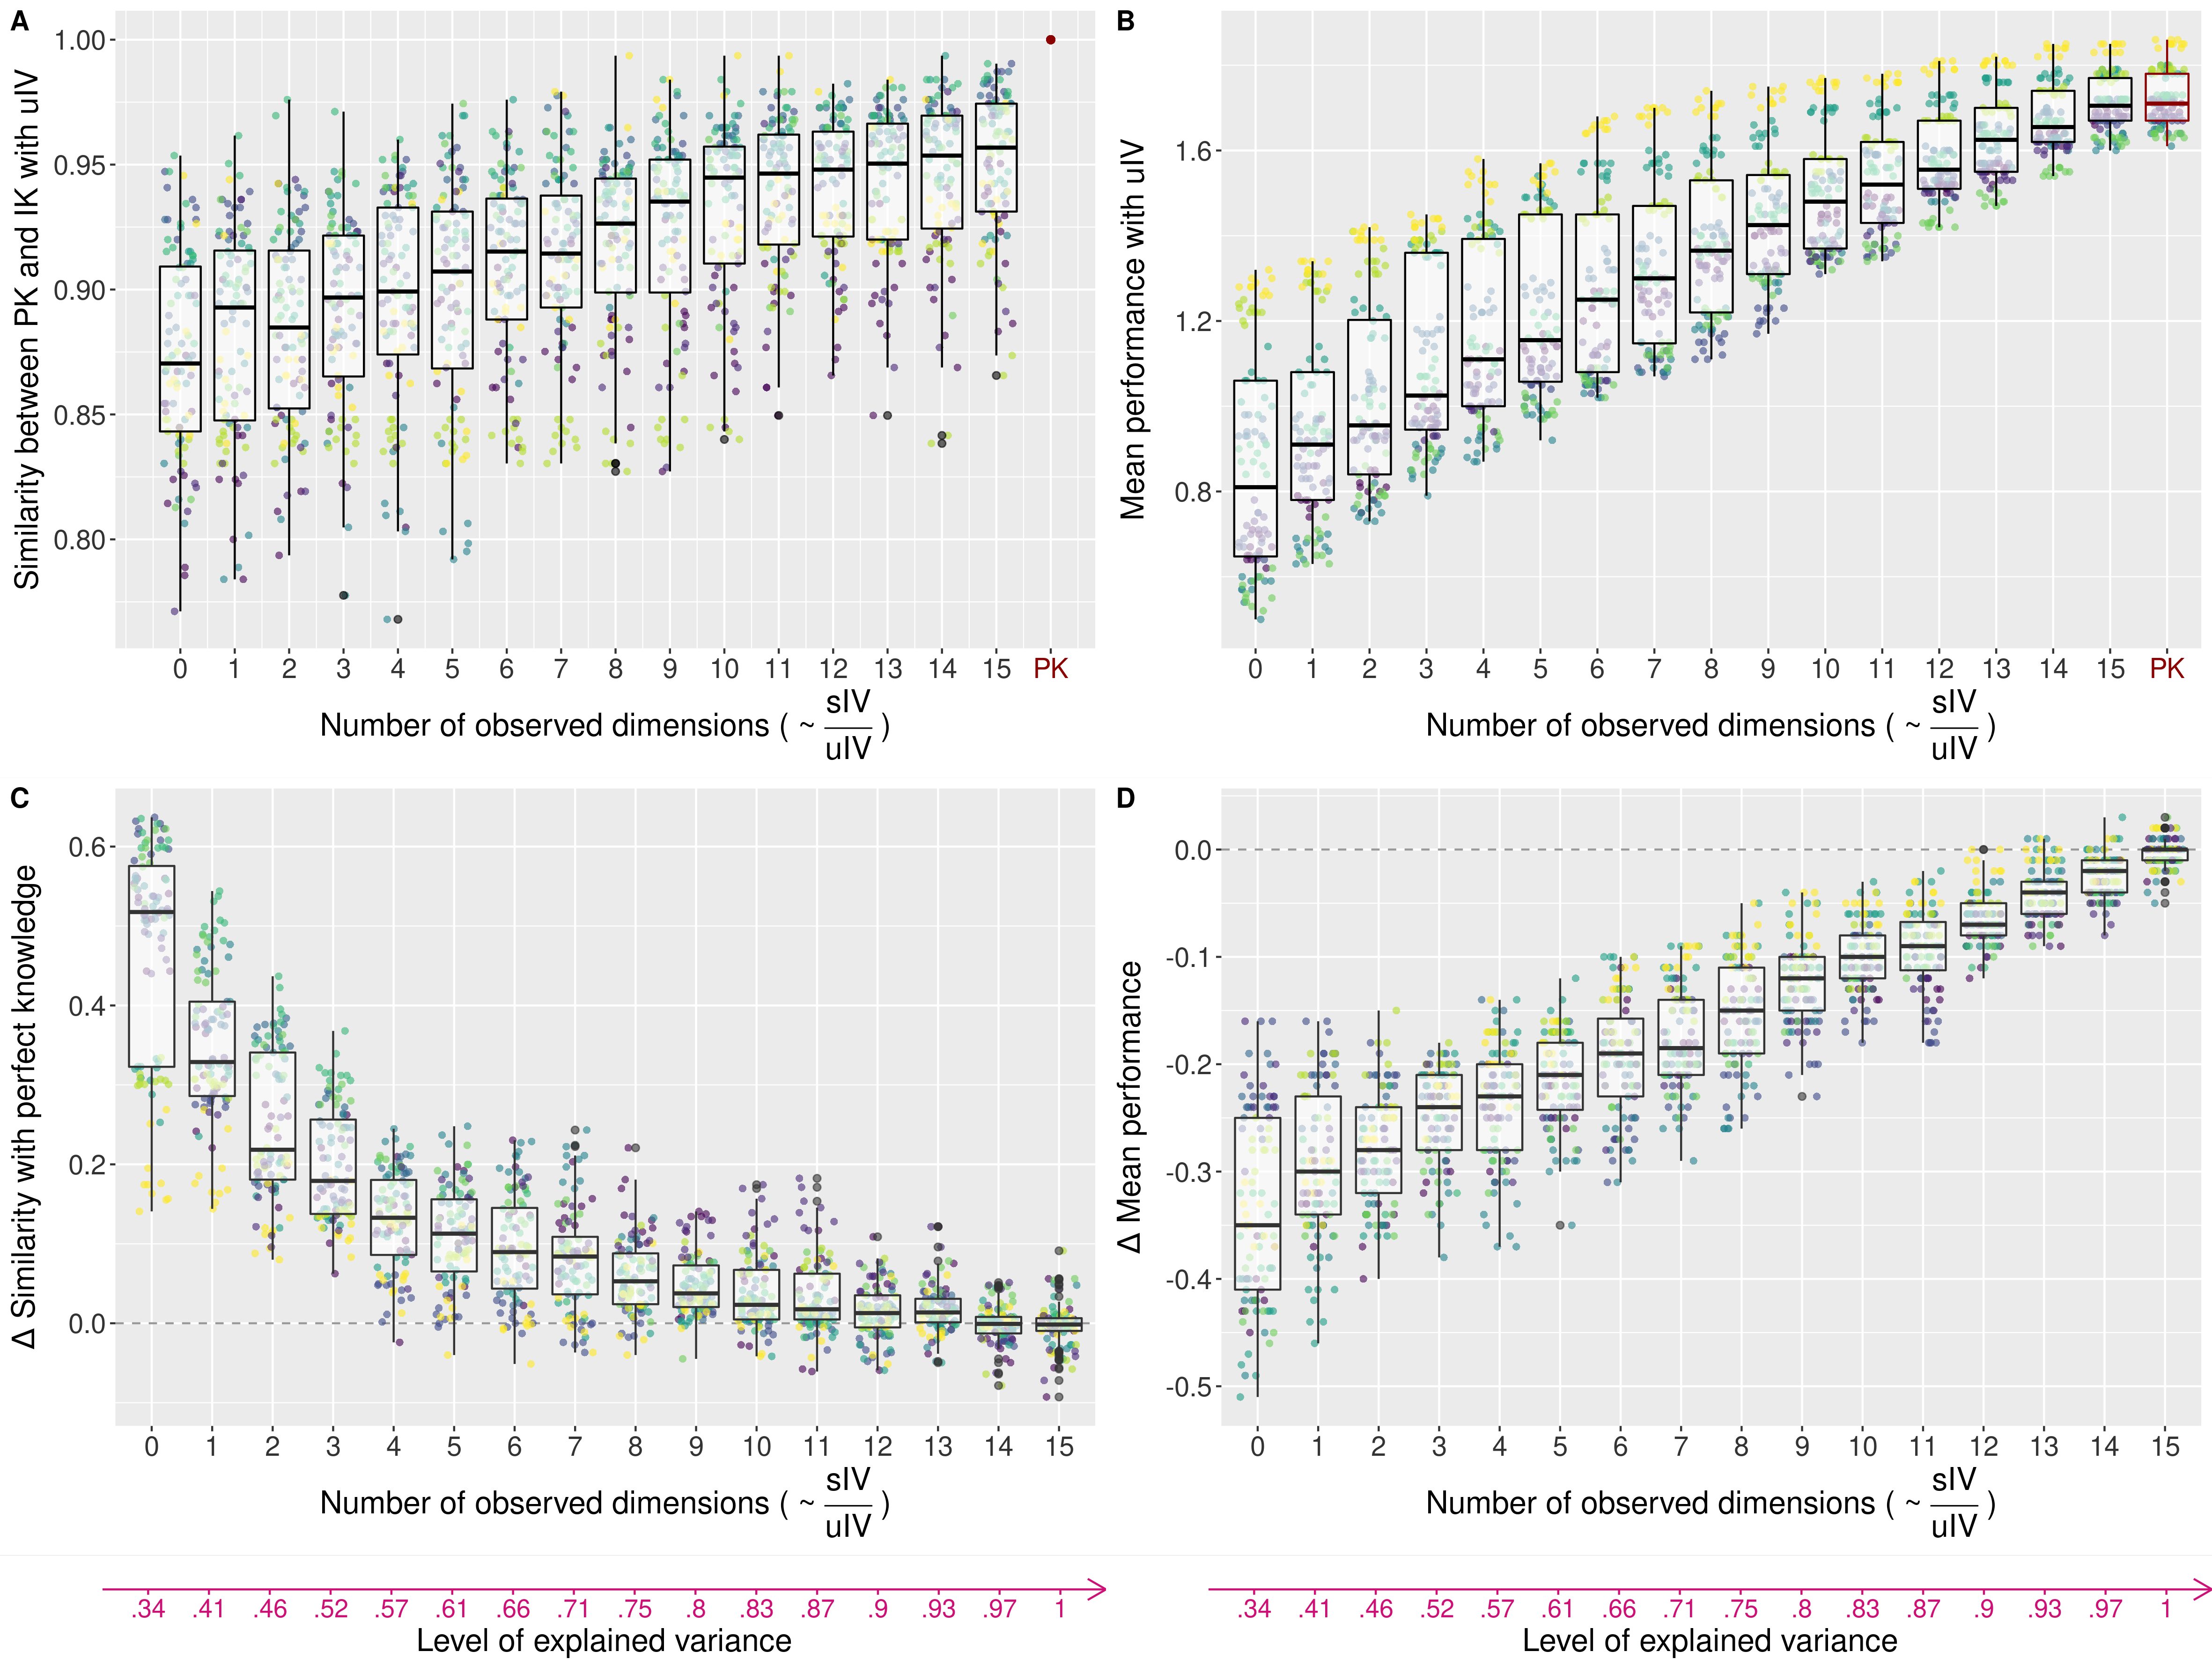 A
Similarity between PK and IK with uIV
1.00
0.95
0.90
0.85
0.80
0 1 2 3 4 5 6 7 8 9 10 11 12 13 14 15 PK
Number of observed dimensions ( ~ sIV
uIV )
B
Mean performance with uIV
1.6
1.2
0.8
0 1 2 3 4 5 6 7 8 9 10 11 12 13 14 15 PK
Number of observed dimensions ( ~ sIV
uIV )
C
Δ Similarity with perfect knowledge
0.6
0.4
0.2
0.0
0 1 2 3 4 5 6 7 8 9 10 11 12 13 14 15
Number of observed dimensions ( ~ sIV
uIV )
D
Δ Mean performance
0.0
-0.1
-0.2
-0.3
-0.4
-0.5
0 1 2 3 4 5 6 7 8 9 10 11 12 13 14 15
Number of observed dimensions ( ~ sIV
uIV )
.34 .41 .46 .52 .57 .61 .66 .71 .75 .8 .83 .87 .9 .93 .97 1
Level of explained variance
.34 .41 .46 .52 .57 .61 .66 .71 .75 .8 .83 .87 .9 .93 .97 1
Level of explained variance